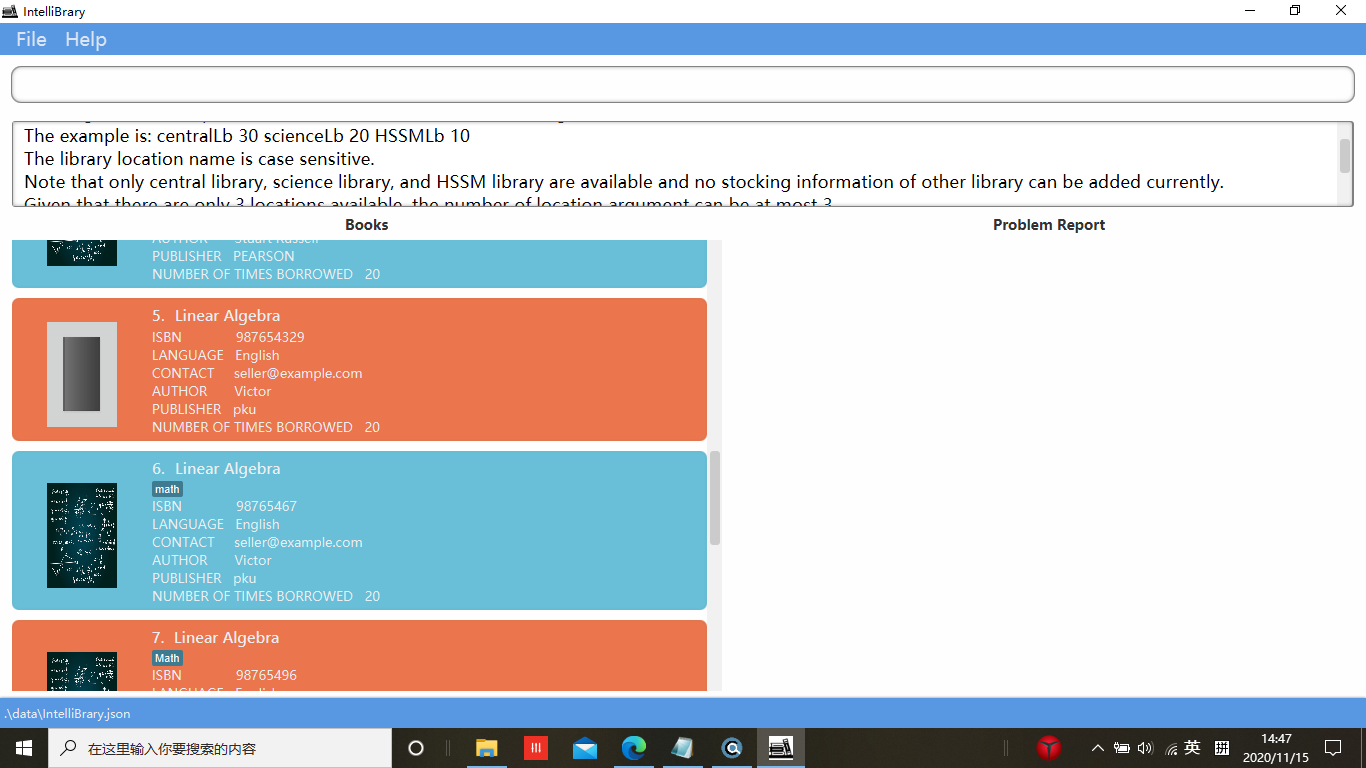 IntelliBrary
File Help
The example is: centralLb 30 scienceLb 20 HSSMLb 10
The library location name is case sensitive.
Note that only central library, science library, and HSSM library are available and no stocking information of other library can be added currently.
Given that there are only 3 locations available, the number of location argument can be at most 3
Books
Problem Report
AUTHOR Stuart Russell
PUBLISHER PEARSON
NUMBER OF TIMES BORROWED 20
5. Linear Algebra
ISBN 987654329
LANGUAGE English
CONTACT seller@example.com
AUTHOR Victor
PUBLISHER pku
NUMBER OF TIMES BORROWED 20
6. Linear Algebra
math
ISBN 98765467
LANGUAGE English
CONTACT seller@example.com
AUTHOR Victor
PUBLISHER pku
NUMBER OF TIMES BORROWED 20
7. Linear Algebra
Math
ISBN 98765496
LANGUAGE English
.\data\IntelliBrary.json
在这里输入你要搜索的内容
英
拼
14:47
2020/11/15